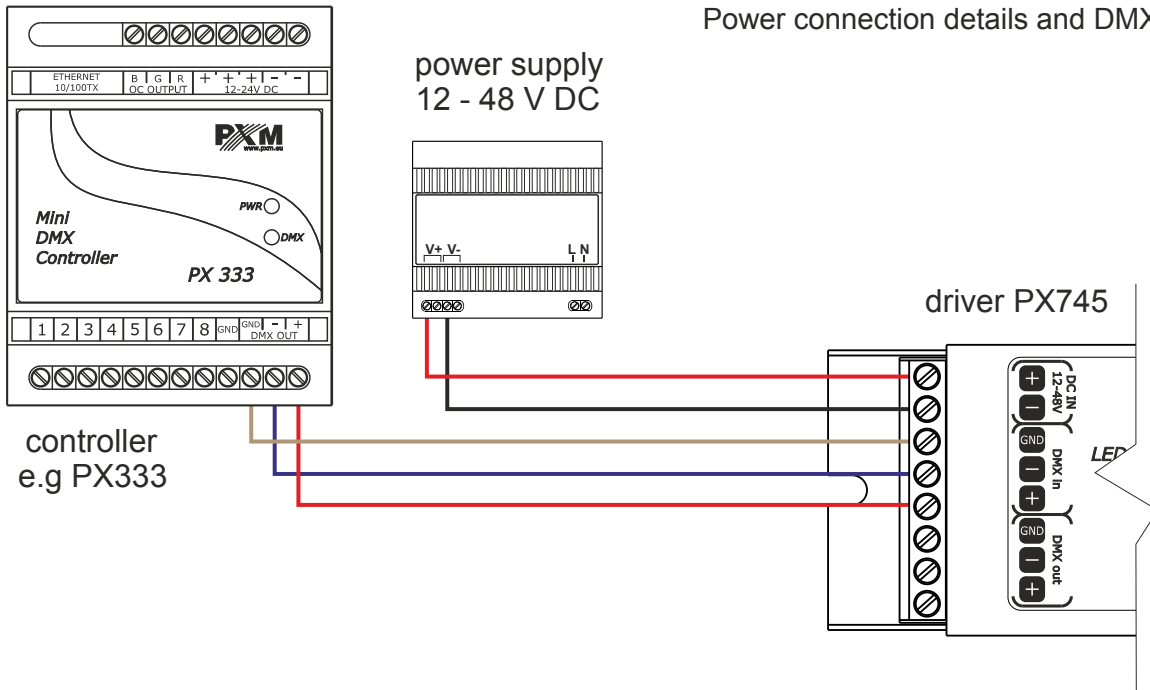 Power connection details and DMX
power supply
12 - 48 V DC
ETHERNET
10/100TX
B G R
OC OUTPUT
+ + + - -
12-24V DC
PXM
www.pxm.eu
PWR
DMX
Mini
DMX
Controller
PX 333
1 2 3 4 5 6 7 8 GND GND - +
DMX OUT
controller
e.g PX333
V+ V-
L N
driver PX745
+
-
DC IN
12-48V
GND
-
+
DMX in
GND
-
+
DMX out
LED